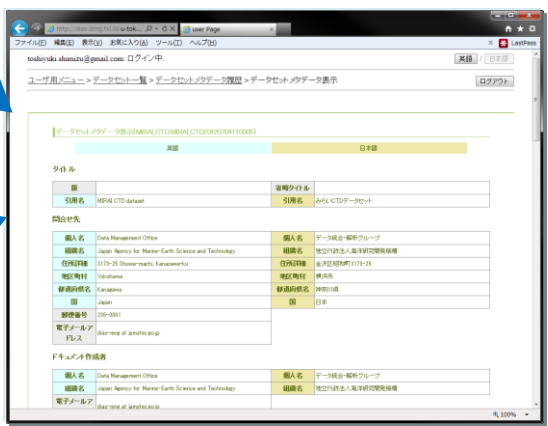 user Page
ファイル(F) 編集(E) 表示(V) お気に入り(A) ツール(T) ヘルプ(H)
LastPass
toshiyuki.shimizu@gmail.com: ログイン中.
英語 / 日本語
ユーザ用メニュー > データセット一覧 > データセットメタデータ履歴 > データセットメタデータ表示
ログアウト
英語 日本語
タイトル
版 省略タイトル
引用名 MIRAI CTD dataset 引用名 みらいCTDデータセット
問合せ先
個人名 Data Management Office 個人名 データ統合・解析グループ
組織名 Japan Agency for Marine-Earth Science and Technology 組織名 独立行政法人海洋研究開発機構
住所詳細 3173-25 Showa-machi, Kanazawa-ku 住所詳細 金沢区昭和町3173-25
地区町村 Yokohama 地区町村 横浜市
都道府県名 Kanagawa 都道府県名 神奈川県
国 Japan 国 日本
郵便番号 236-0001
電子メールア
ドレス
ドキュメント作成者
個人名 Data Management Office 個人名 データ統合・解析グループ
組織名 Japan Agency for Marine-Earth Science and Technology 組織名 独立行政法人海洋研究開発機構
電子メールア
100%